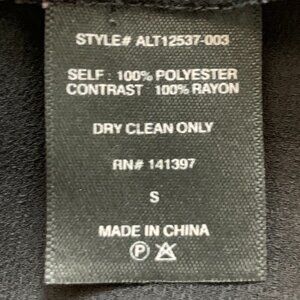 STYLE# ALT12537-003
SELF : 100% POLYESTER
CONTRAST : 100% RAYON
DRY CLEAN ONLY
RN# 141397
S
MADE IN CHINA
P